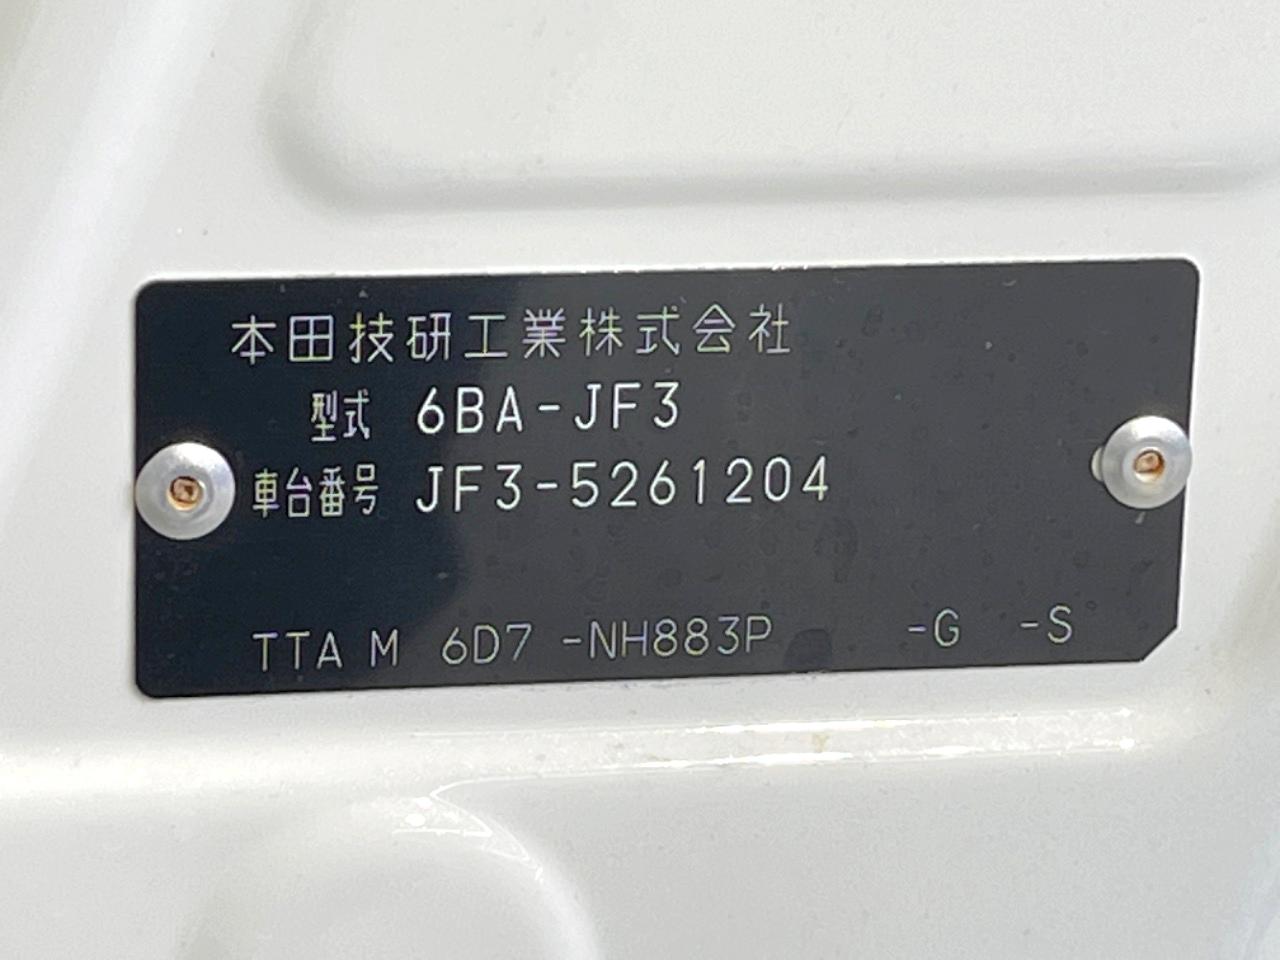 本田技研工業株式会社
型式 6BA-JF3
車台番号 JF3-5261204
TTA M 6D7 -NH883P -G -S